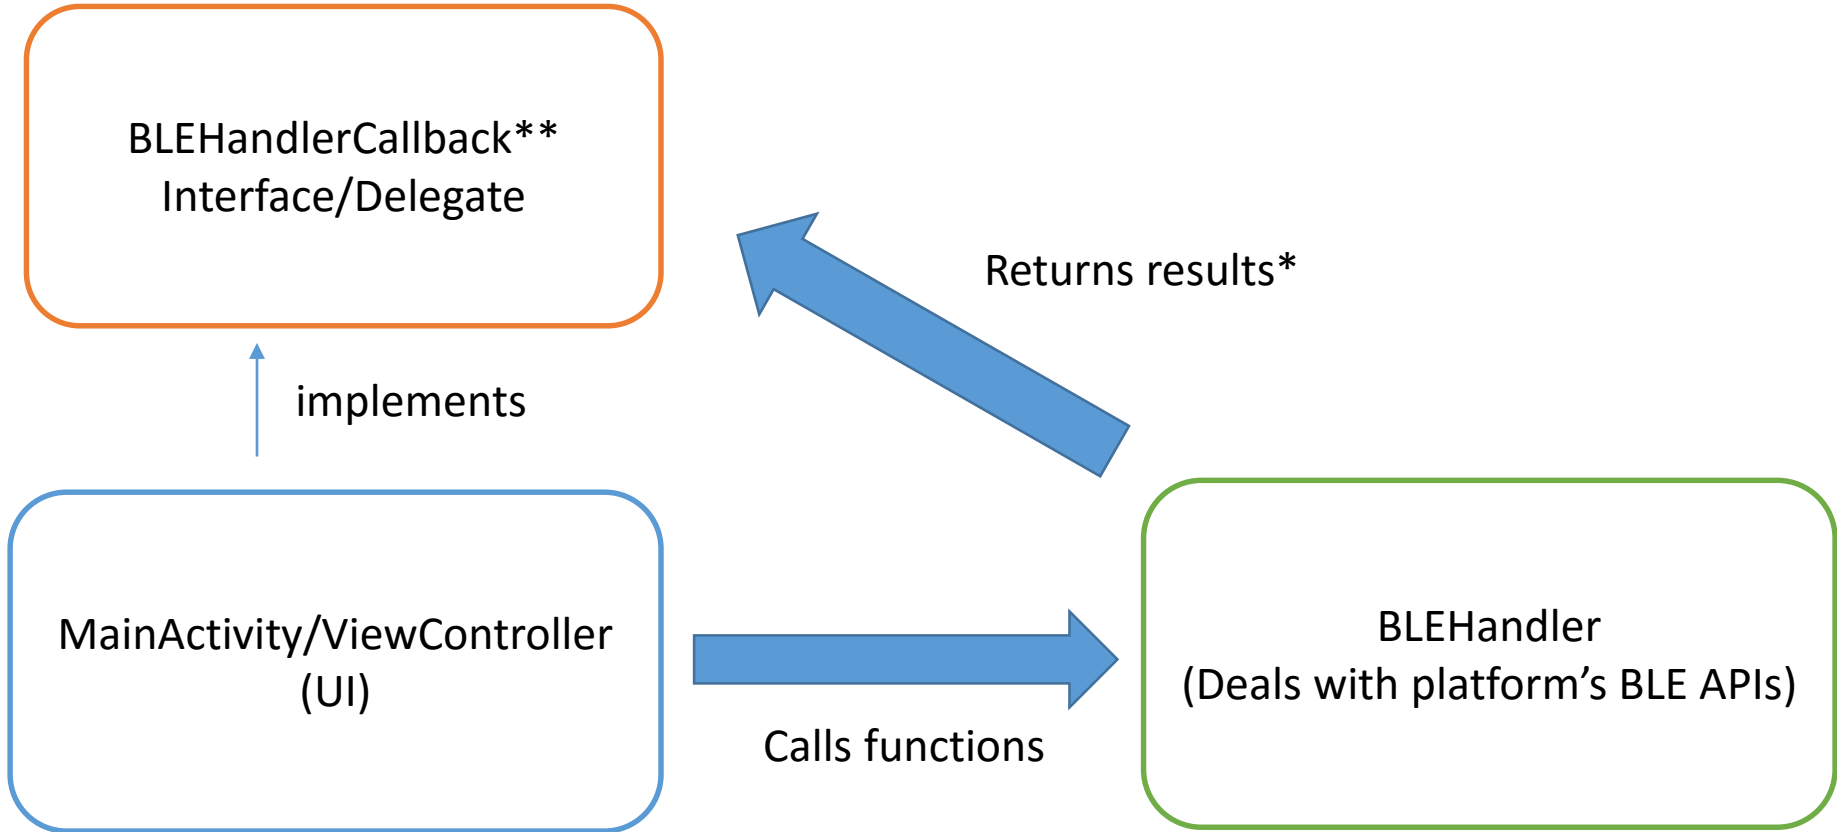 BLEHandlerCallback**
Interface/Delegate
Returns results*
implements
MainActivity/ViewController
(UI)
Calls functions
BLEHandler
(Deals with platform’s BLE APIs)